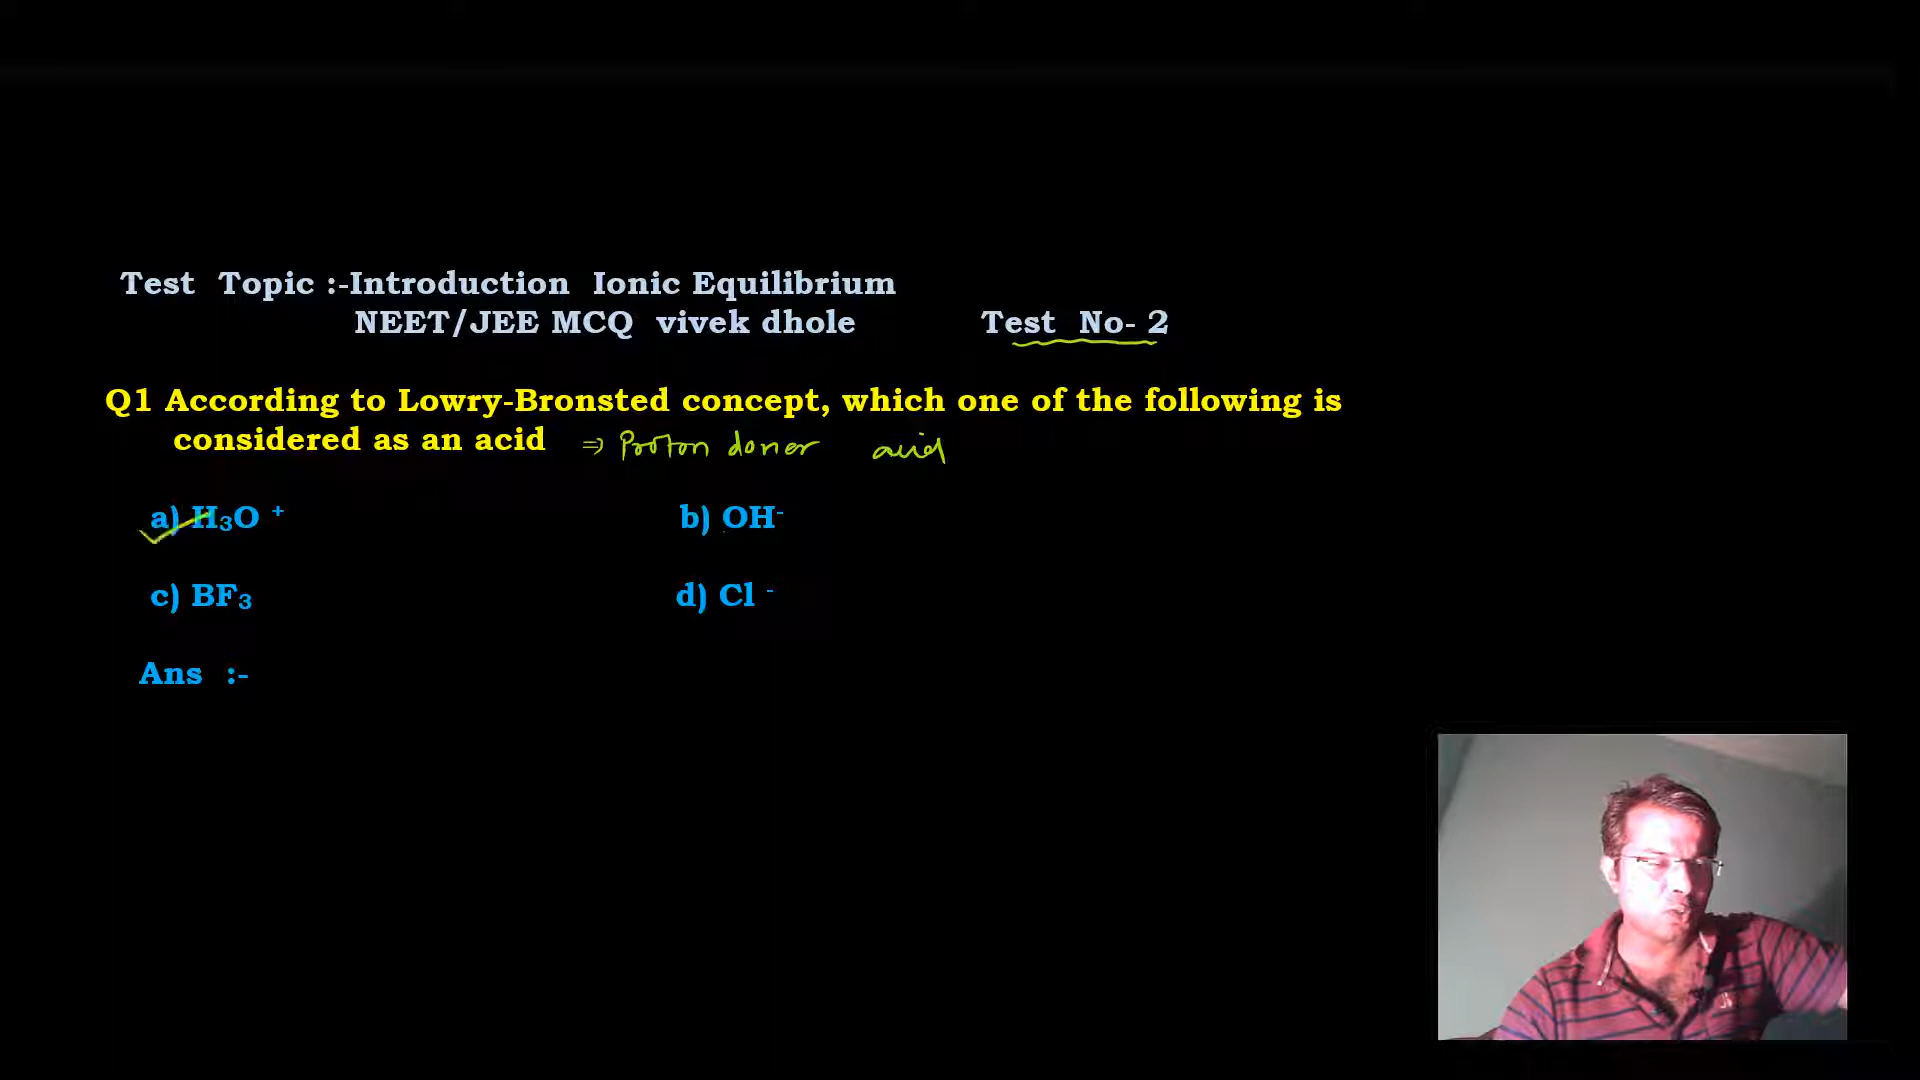 Test Topic :-Introduction Ionic Equilibrium
NEET/JEE MCQ vivek dhole Test No- 2
Q1 According to Lowry-Bronsted concept, which one of the following is
considered as an acid ⇒ Proton doner acid
a) H₃O ⁺ b) OH⁻
c) BF₃ d) Cl ⁻
Ans :-